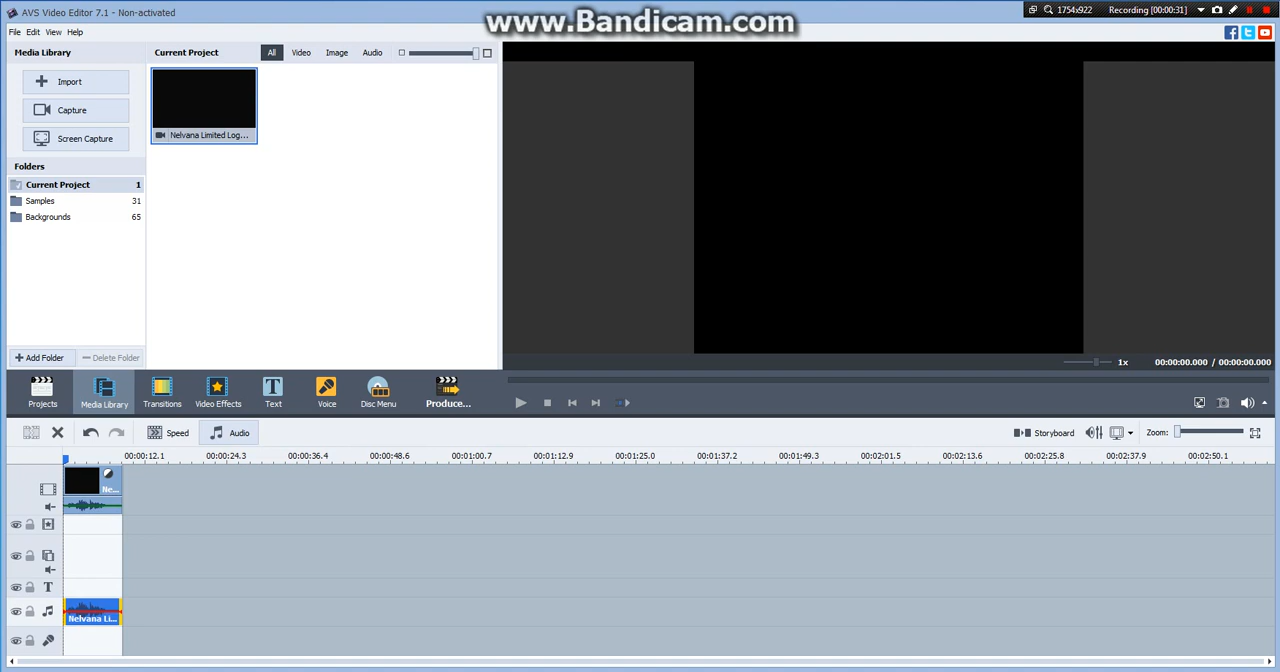 AVS Video Editor 7.1 - Non-activated
www.Bandicam.com
1754x922
Recording [00:00:31]
File Edit View Help
Media Library
Current Project
All Video Image Audio
Import
Capture
Screen Capture
Nelvana Limited Log...
Folders
Current Project 1
Samples 31
Backgrounds 65
Add Folder
Delete Folder
1x
00:00:00.000 / 00:00:00.000
Projects
Media Library
Transitions
Video Effects
Text
Voice
Disc Menu
Produce...
Speed
Audio
Storyboard
Zoom:
00:00:12.1 00:00:24.3 00:00:36.4 00:00:48.6 00:01:00.7 00:01:12.9 00:01:25.0 00:01:37.2 00:01:49.3 00:02:01.5 00:02:13.6 00:02:25.8 00:02:37.9 00:02:50.1
Ne...
T
Nelvana Li...